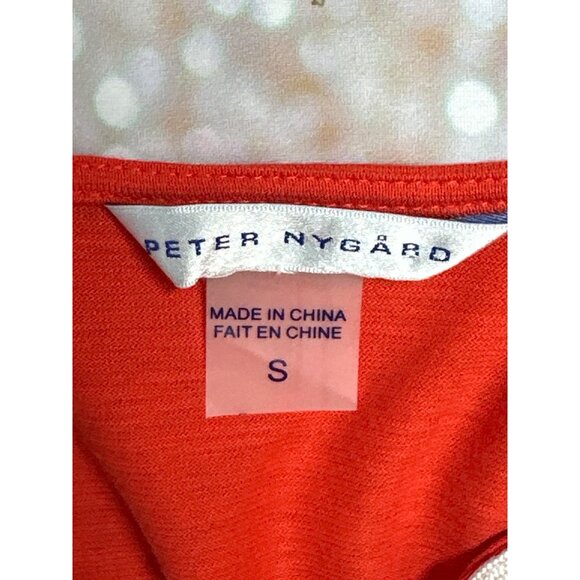 PETER NYGÅRD
MADE IN CHINA
FAIT EN CHINE
S